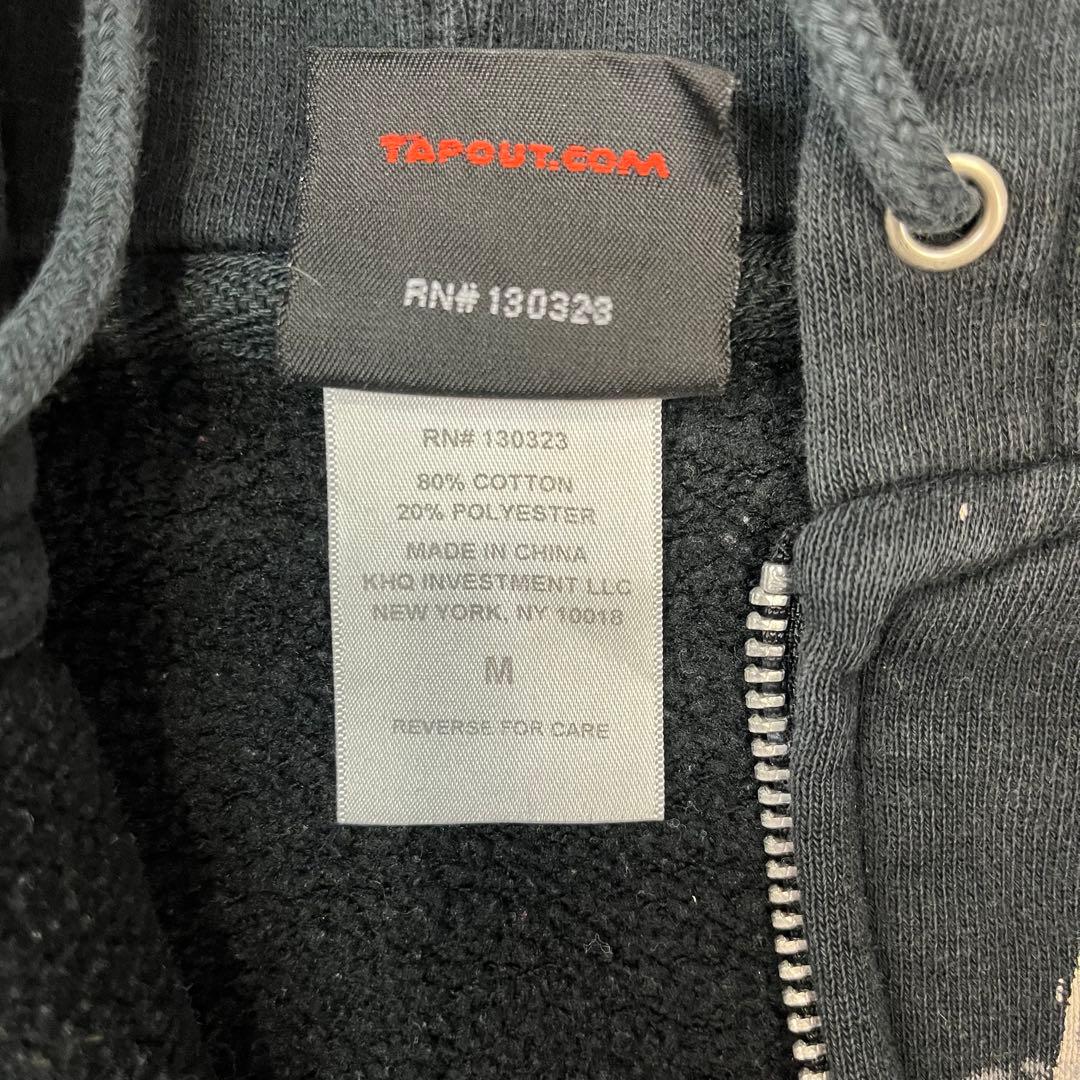 TAPOUT.COM
RN# 130323
RN# 130323
80% COTTON
20% POLYESTER
MADE IN CHINA
KHQ INVESTMENT LLC
NEW YORK, NY 10018
M
REVERSE FOR CARE